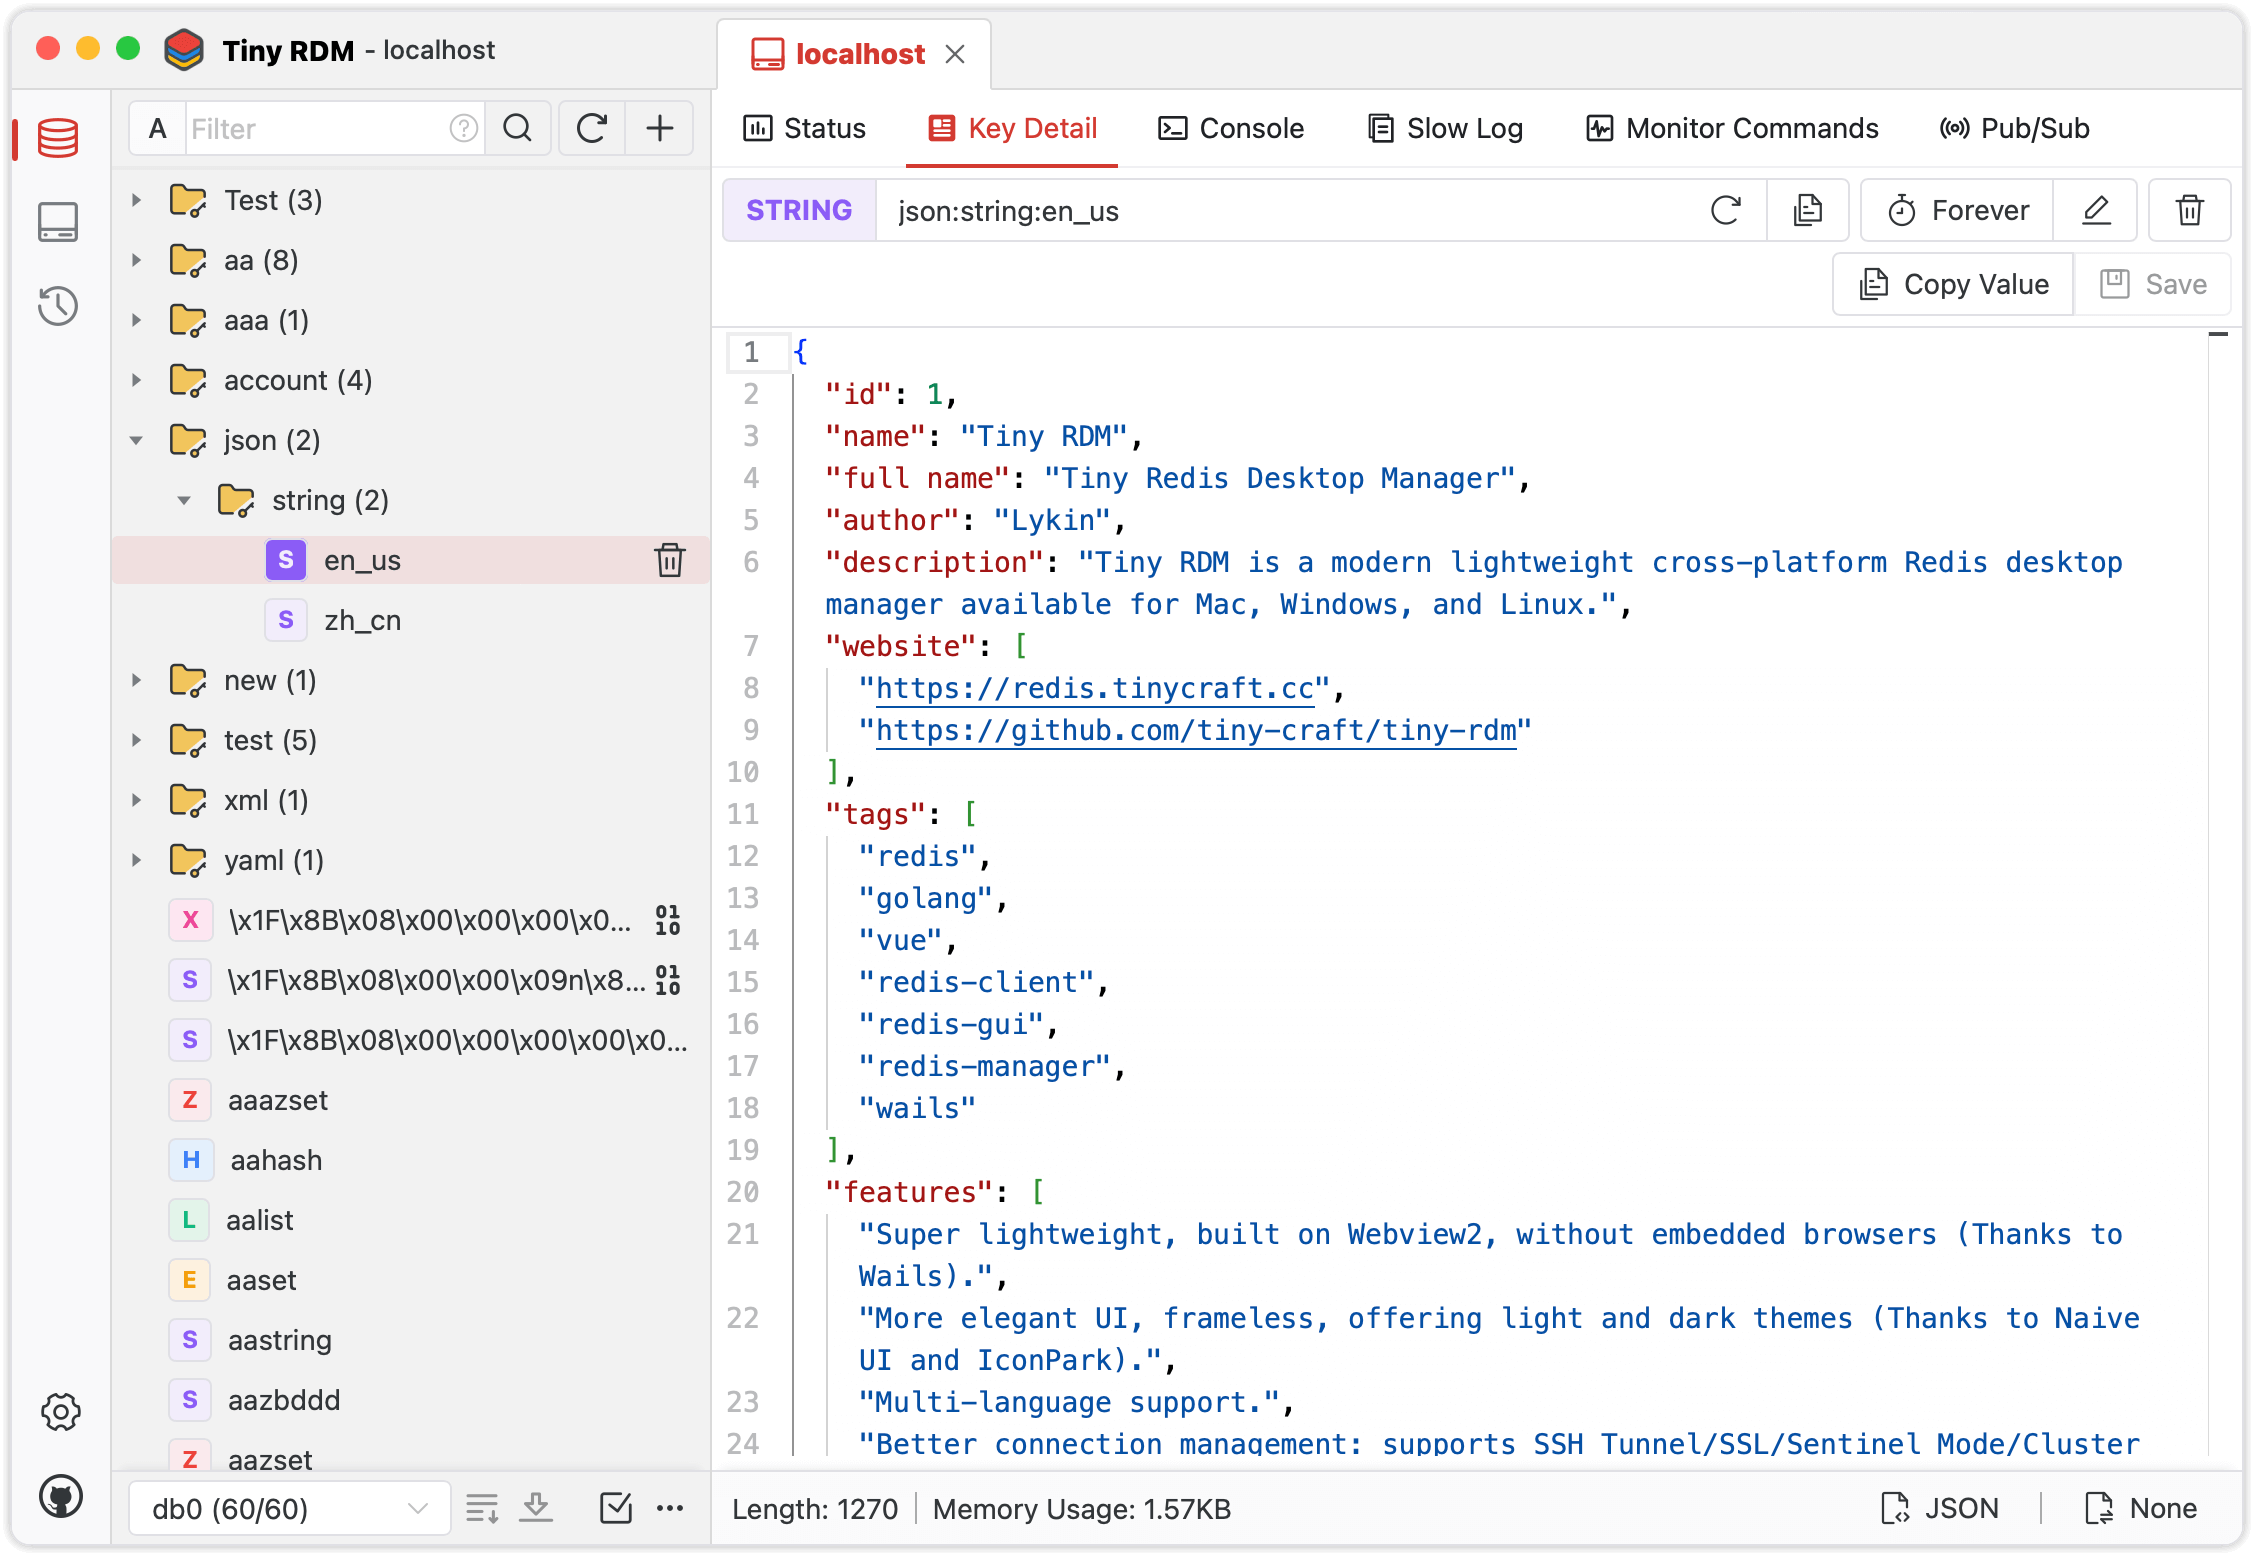 Tiny RDM - localhost
localhost
A Filter
Status
Key Detail
Console
Slow Log
Monitor Commands
Pub/Sub
STRING json:string:en_us
Forever
Copy Value
Save
Test (3)
aa (8)
aaa (1)
account (4)
json (2)
string (2)
S en_us
S zh_cn
new (1)
test (5)
xml (1)
yaml (1)
X \x1F\x8B\x08\x00\x00\x00\x0... 0110
S \x1F\x8B\x08\x00\x00\x09n\x8... 0110
S \x1F\x8B\x08\x00\x00\x00\x00\x0...
Z aaazset
H aahash
L aalist
E aaset
S aastring
S aazbddd
Z aazset
db0 (60/60)
1 {
2 "id": 1,
3 "name": "Tiny RDM",
4 "full name": "Tiny Redis Desktop Manager",
5 "author": "Lykin",
6 "description": "Tiny RDM is a modern lightweight cross-platform Redis desktop
manager available for Mac, Windows, and Linux.",
7 "website": [
8 "https://redis.tinycraft.cc",
9 "https://github.com/tiny-craft/tiny-rdm"
10 ],
11 "tags": [
12 "redis",
13 "golang",
14 "vue",
15 "redis-client",
16 "redis-gui",
17 "redis-manager",
18 "wails"
19 ],
20 "features": [
21 "Super lightweight, built on Webview2, without embedded browsers (Thanks to
Wails).",
22 "More elegant UI, frameless, offering light and dark themes (Thanks to Naive
UI and IconPark).",
23 "Multi-language support.",
24 "Better connection management: supports SSH Tunnel/SSL/Sentinel Mode/Cluster
Length: 1270 | Memory Usage: 1.57KB
JSON | None